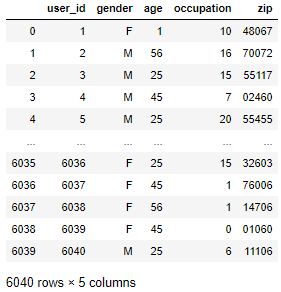 user_id gender age occupation zip
0 1 F 1 10 48067
1 2 M 56 16 70072
2 3 M 25 15 55117
3 4 M 45 7 02460
4 5 M 25 20 55455
... ... ... ... ... ...
6035 6036 F 25 15 32603
6036 6037 F 45 1 76006
6037 6038 F 56 1 14706
6038 6039 F 45 0 01060
6039 6040 M 25 6 11106
6040 rows × 5 columns